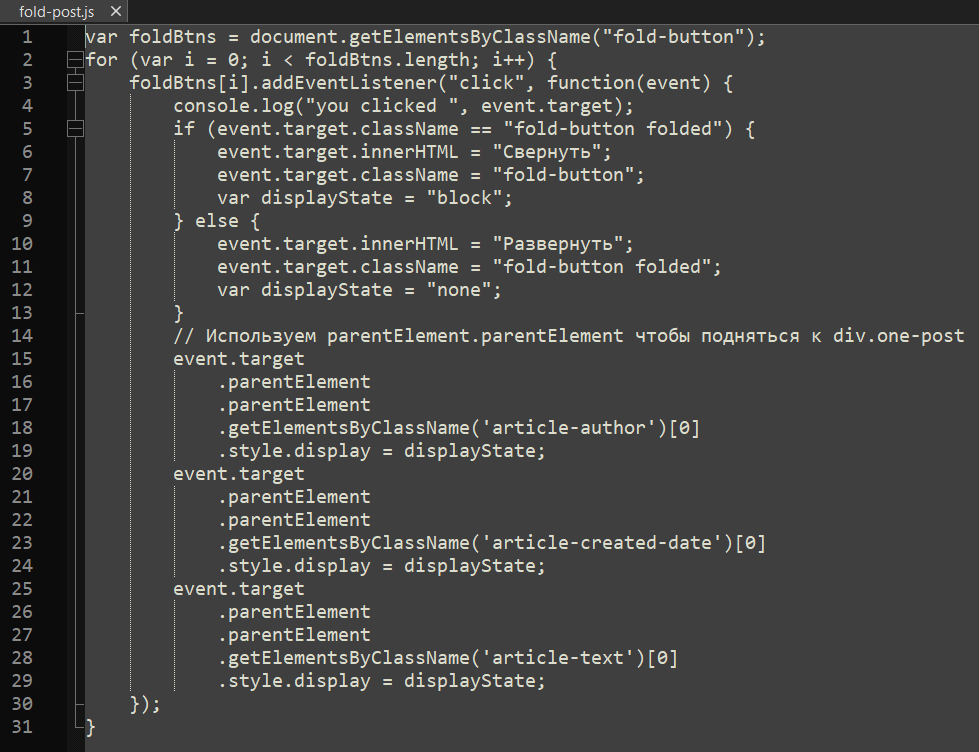 fold-post.js ×
1 var foldBtns = document.getElementsByClassName("fold-button");
2 for (var i = 0; i < foldBtns.length; i++) {
3     foldBtns[i].addEventListener("click", function(event) {
4         console.log("you clicked ", event.target);
5         if (event.target.className == "fold-button folded") {
6             event.target.innerHTML = "Свернуть";
7             event.target.className = "fold-button";
8             var displayState = "block";
9         } else {
10             event.target.innerHTML = "Развернуть";
11             event.target.className = "fold-button folded";
12             var displayState = "none";
13         }
14         // Используем parentElement.parentElement чтобы подняться к div.one-post
15         event.target
16             .parentElement
17             .parentElement
18             .getElementsByClassName('article-author')[0]
19             .style.display = displayState;
20         event.target
21             .parentElement
22             .parentElement
23             .getElementsByClassName('article-created-date')[0]
24             .style.display = displayState;
25         event.target
26             .parentElement
27             .parentElement
28             .getElementsByClassName('article-text')[0]
29             .style.display = displayState;
30     });
31 }